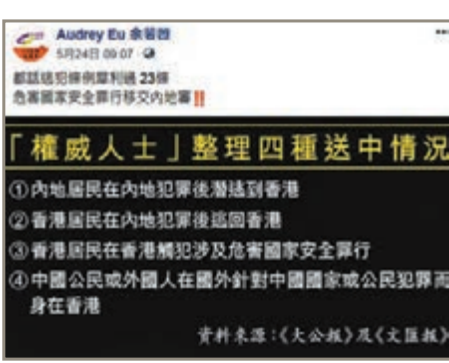 Audrey Eu 余若薇
5月24日 09:07
都話逃犯條例犀利過 23條
危害國家安全罪行移交内地審‼
「權威人士」整理四種送中情況
①內地居民在內地犯罪後潛逃到香港
②香港居民在內地犯罪後逃回香港
③香港居民在香港觸犯涉及危害國家安全罪行
④中國公民或外國人在國外針對中國國家或公民犯罪而
身在香港
資料來源：《大公報》及《文匯報》